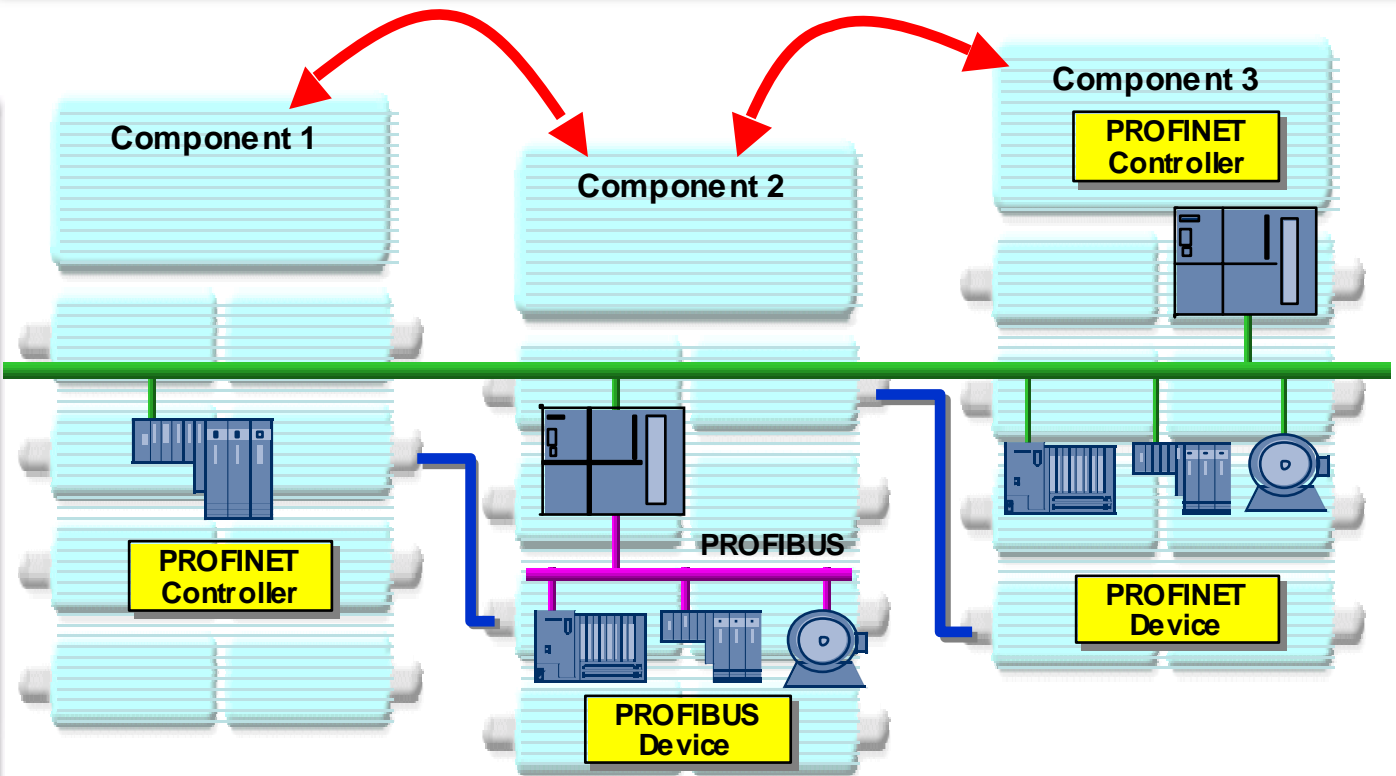 Component 1
Component 2
Component 3
PROFINET
Controller
PROFINET
Controller
PROFIBUS
PROFIBUS
Device
PROFINET
Device